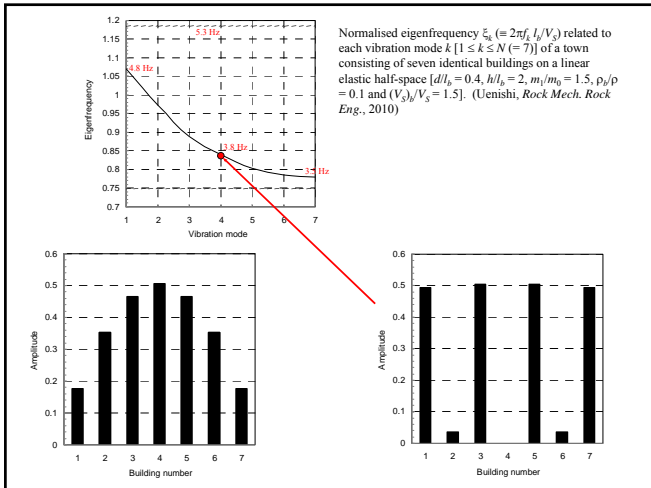 1.2
1.15
1.1
1.05
1
0.95
0.9
0.85
0.8
0.75
0.7
Eigenfrequency
5.3 Hz
4.8 Hz
3.8 Hz
3.5 Hz
1 2 3 4 5 6 7
Vibration mode
Normalised eigenfrequency ξk (≡ 2πfk lb/VS) related to
each vibration mode k [1 ≤ k ≤ N (= 7)] of a town
consisting of seven identical buildings on a linear
elastic half-space [d/lb = 0.4, h/lb = 2, m1/m0 = 1.5, ρb/ρ
= 0.1 and (VS)b/VS = 1.5]. (Uenishi, Rock Mech. Rock
Eng., 2010)
0.6
0.5
0.4
0.3
0.2
0.1
0
Amplitude
1 2 3 4 5 6 7
Building number
0.6
0.5
0.4
0.3
0.2
0.1
0
Amplitude
1 2 3 4 5 6 7
Building number